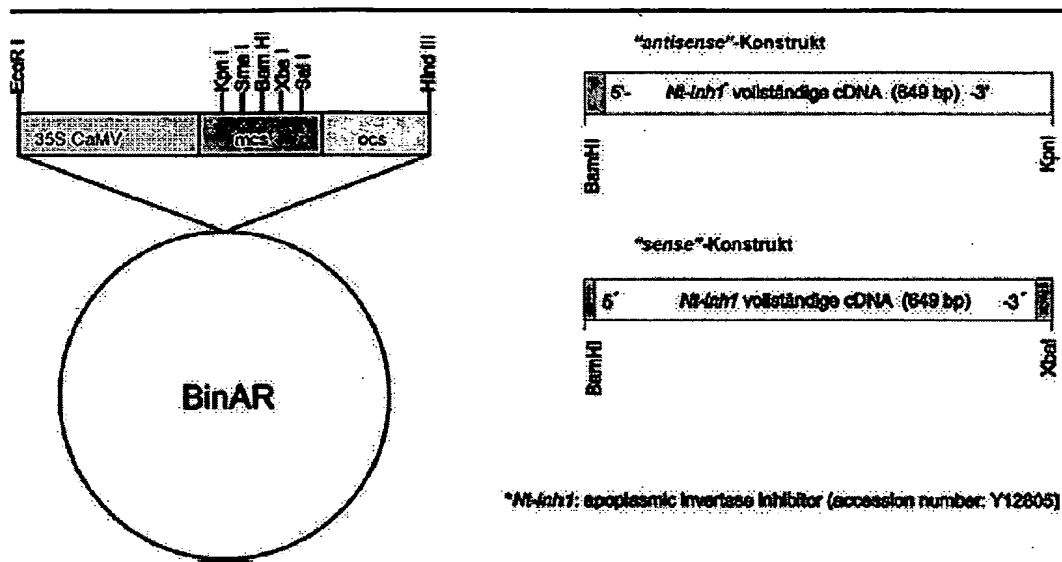 EcoR I
Kpn I
Sma I
Bam HI
Xba I
Sal I
Hind III
35S CaMV
mcs
ocs
BinAR
"antisense"-Konstrukt
5'- Nt-Inh1* vollständige cDNA (649 bp) -3'
BamHI
KpnI
"sense"-Konstrukt
5´ Nt-Inh1 vollständige cDNA (649 bp) -3´
BamHI
XbaI
*Nt-Inh1: apoplasmic invertase inhibitor (accession number: Y12805)